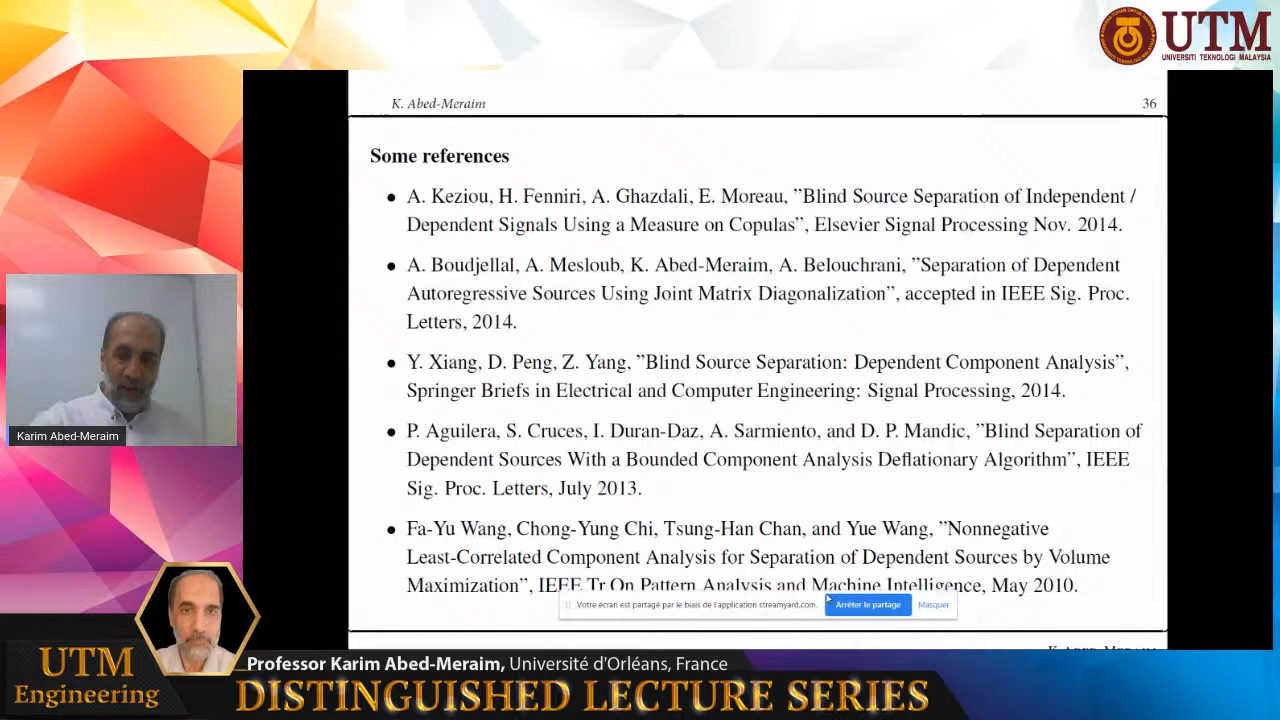 UTM
UNIVERSITI TEKNOLOGI MALAYSIA
K. Abed-Meraim
36
Some references
• A. Keziou, H. Fenniri, A. Ghazdali, E. Moreau, ”Blind Source Separation of Independent /
Dependent Signals Using a Measure on Copulas”, Elsevier Signal Processing Nov. 2014.
• A. Boudjellal, A. Mesloub, K. Abed-Meraim, A. Belouchrani, ”Separation of Dependent
Autoregressive Sources Using Joint Matrix Diagonalization”, accepted in IEEE Sig. Proc.
Letters, 2014.
• Y. Xiang, D. Peng, Z. Yang, ”Blind Source Separation: Dependent Component Analysis”,
Springer Briefs in Electrical and Computer Engineering: Signal Processing, 2014.
• P. Aguilera, S. Cruces, I. Duran-Daz, A. Sarmiento, and D. P. Mandic, ”Blind Separation of
Dependent Sources With a Bounded Component Analysis Deflationary Algorithm”, IEEE
Sig. Proc. Letters, July 2013.
• Fa-Yu Wang, Chong-Yung Chi, Tsung-Han Chan, and Yue Wang, ”Nonnegative
Least-Correlated Component Analysis for Separation of Dependent Sources by Volume
Maximization”, IEEE Tr On Pattern Analysis and Machine Intelligence, May 2010.
Votre écran est partagé par le biais de l'application streamyard.com.
Arrêter le partage
Masquer
K. Abed-Meraim
Karim Abed-Meraim
UTM
Engineering
Professor Karim Abed-Meraim, Université d'Orléans, France
DISTINGUISHED LECTURE SERIES